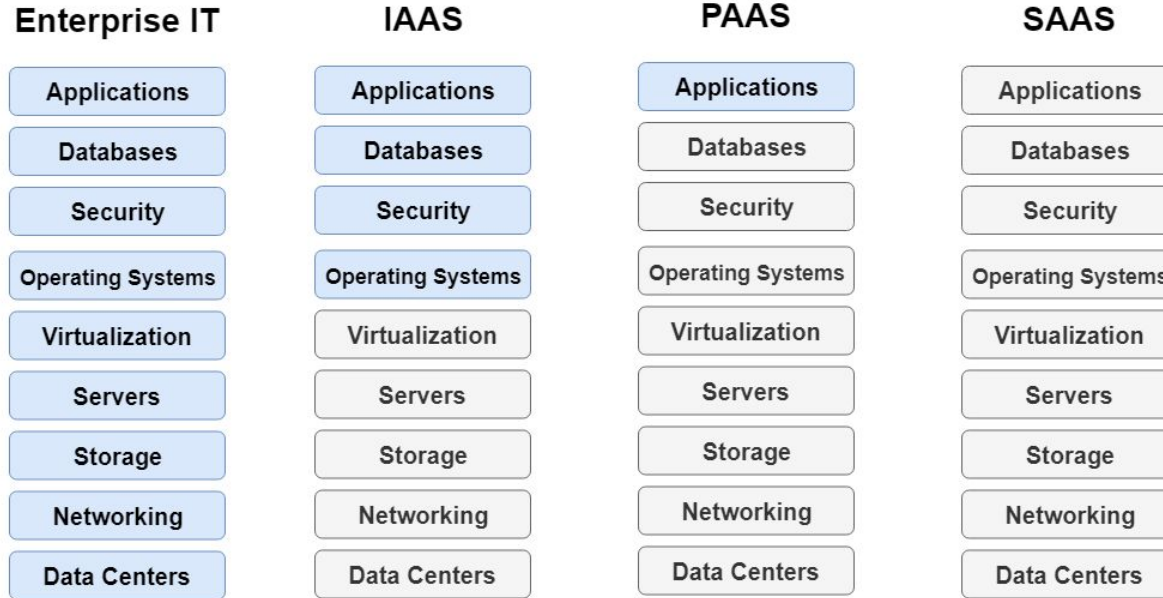 Enterprise IT
Applications
Databases
Security
Operating Systems
Virtualization
Servers
Storage
Networking
Data Centers
IAAS
Applications
Databases
Security
Operating Systems
Virtualization
Servers
Storage
Networking
Data Centers
PAAS
Applications
Databases
Security
Operating Systems
Virtualization
Servers
Storage
Networking
Data Centers
SAAS
Applications
Databases
Security
Operating Systems
Virtualization
Servers
Storage
Networking
Data Centers